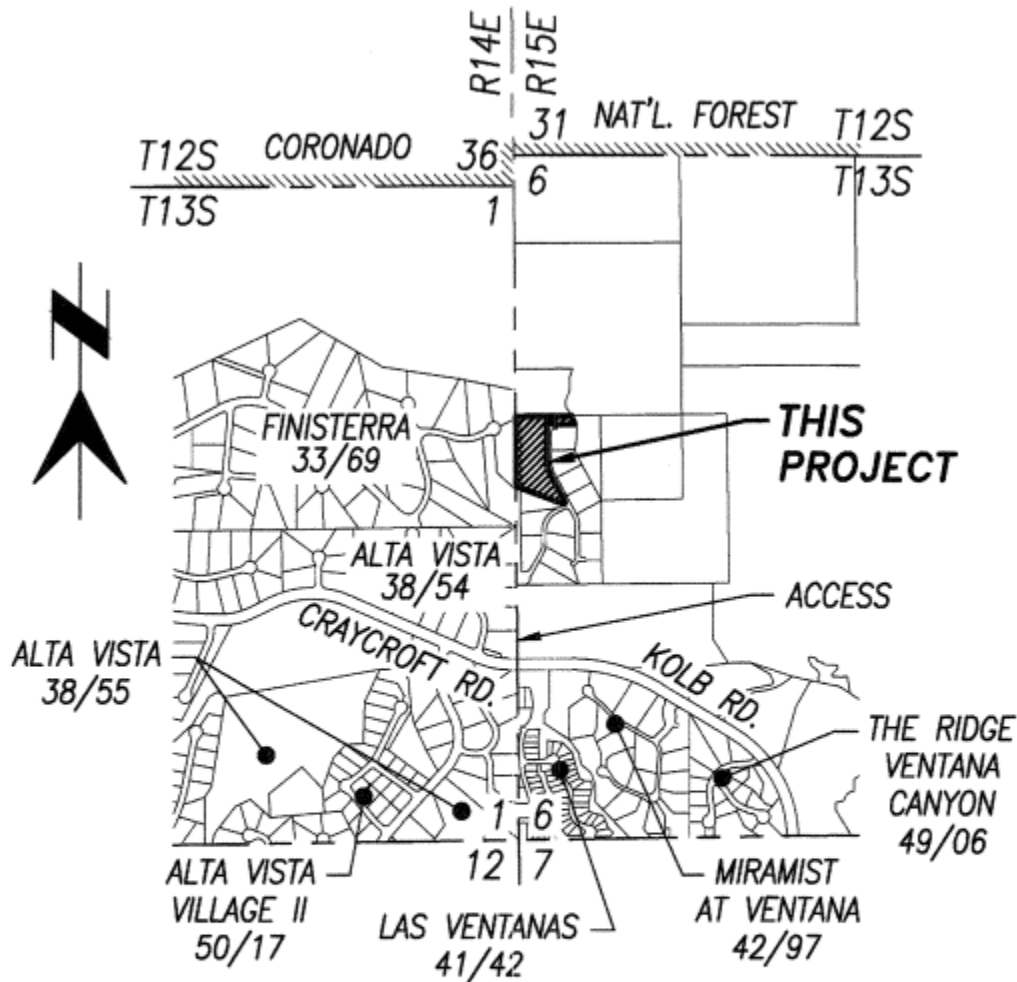 R14E
R15E
T12S CORONADO 36
31 NAT'L. FOREST T12S
T13S 1
6 T13S
N
FINISTERRA
33/69
THIS
PROJECT
ALTA VISTA
38/54
ACCESS
CRAYCROFT RD.
KOLB RD.
ALTA VISTA
38/55
THE RIDGE
VENTANA
CANYON
49/06
1 6
12 7
ALTA VISTA
VILLAGE II
50/17
LAS VENTANAS
41/42
MIRAMIST
AT VENTANA
42/97